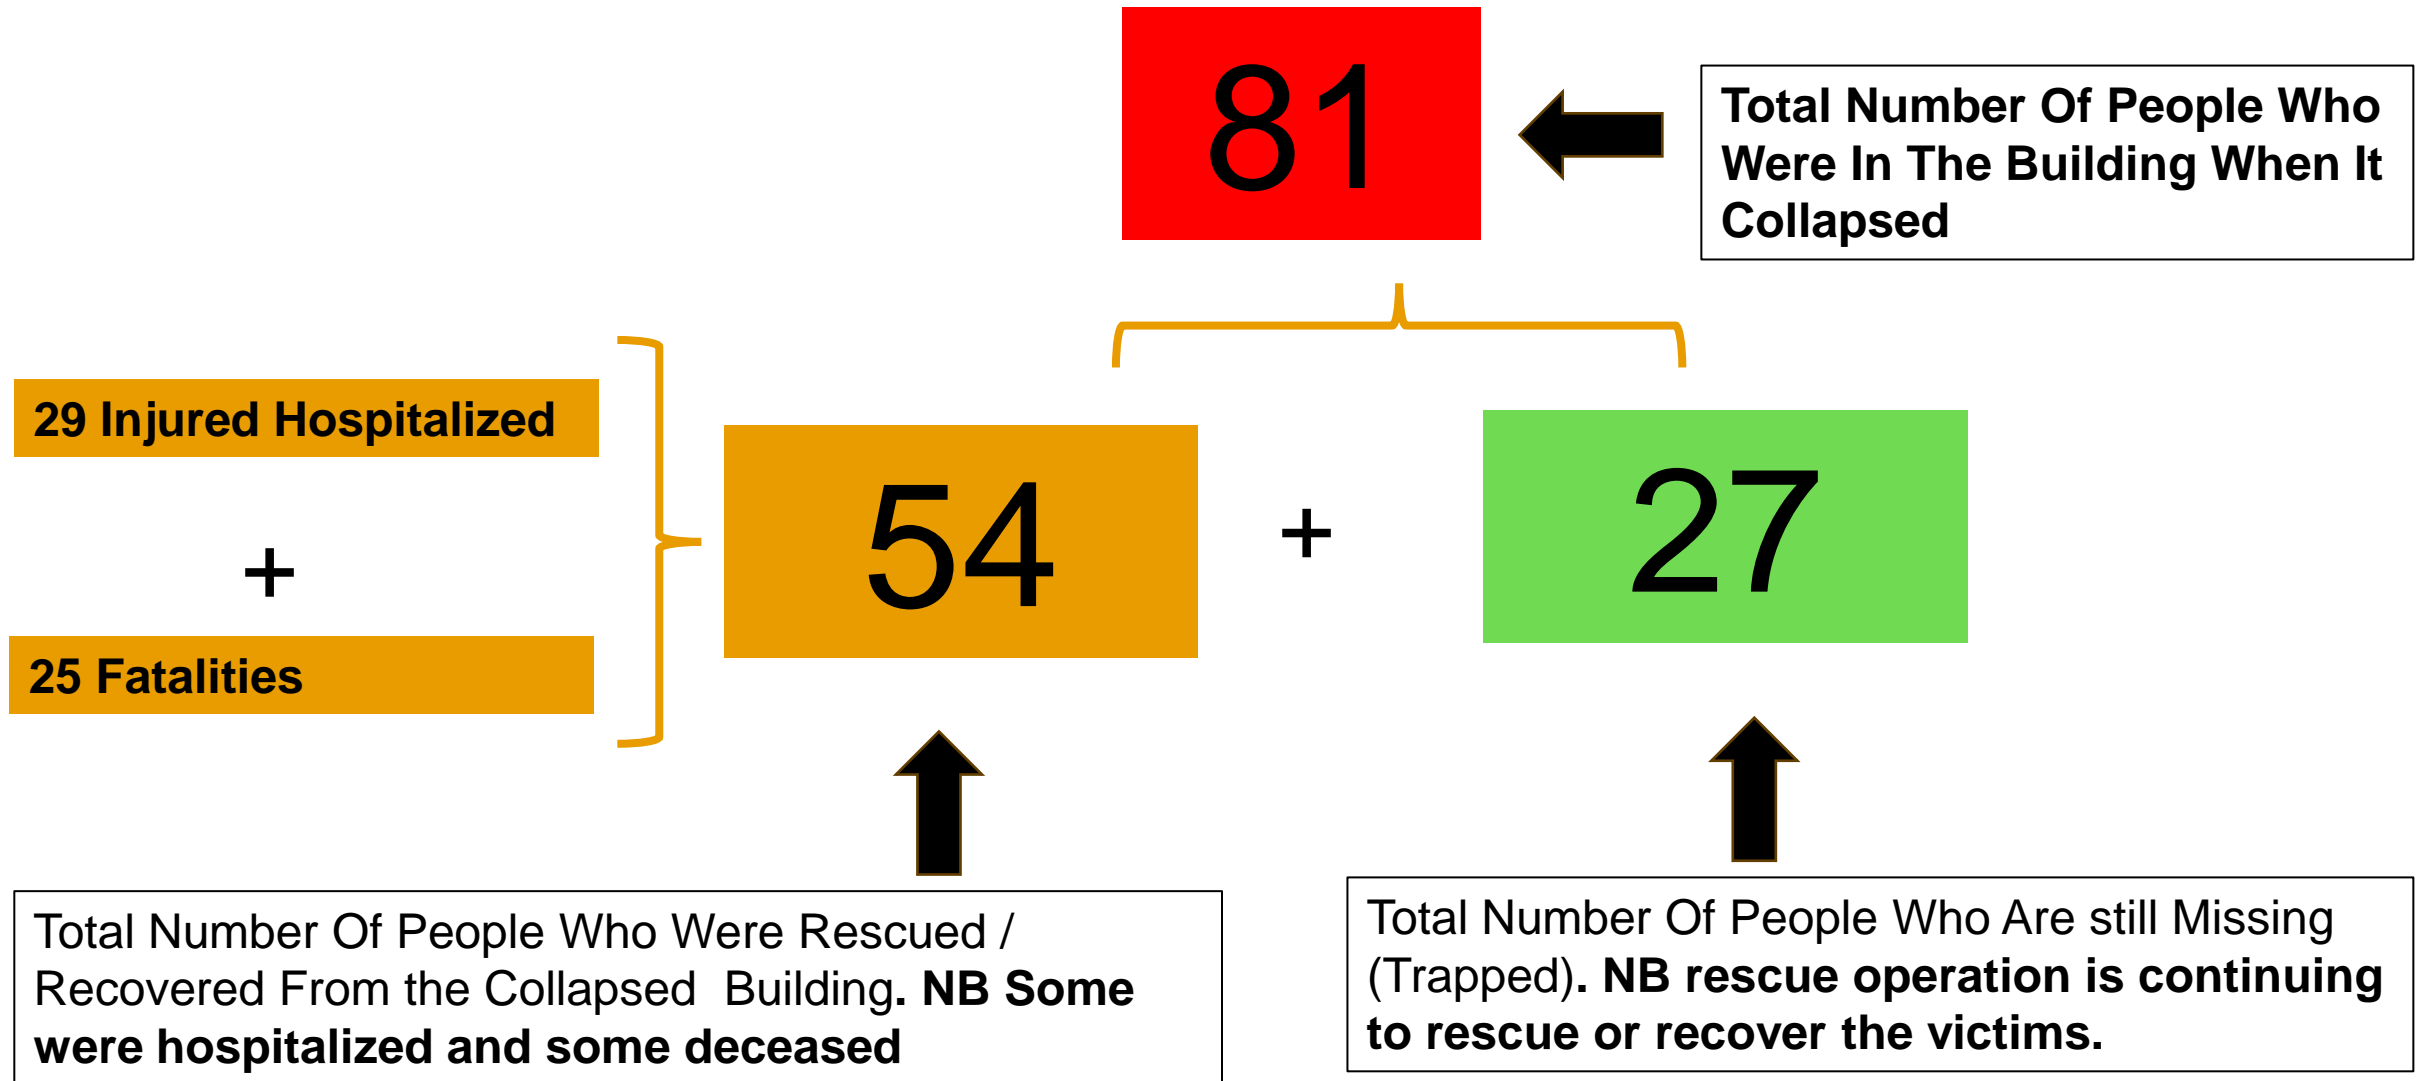 81
Total Number Of People Who
Were In The Building When It
Collapsed
29 Injured Hospitalized
+
25 Fatalities
54
+
27
Total Number Of People Who Were Rescued /
Recovered From the Collapsed  Building. NB Some
were hospitalized and some deceased
Total Number Of People Who Are still Missing
(Trapped). NB rescue operation is continuing
to rescue or recover the victims.